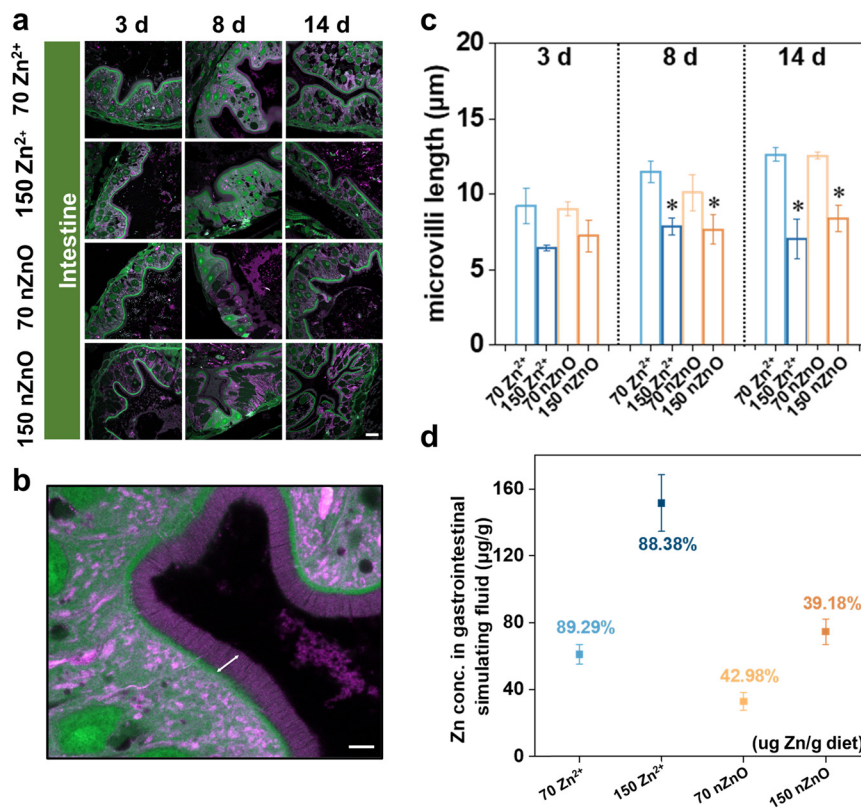 a
3 d 8 d 14 d
Intestine
70 Zn²⁺
150 Zn²⁺
70 nZnO
150 nZnO
b
c
microvilli length (μm)
20
15
10
5
0
3 d 8 d 14 d
* * * *
70 Zn²⁺ 150 Zn²⁺ 70 nZnO 150 nZnO 70 Zn²⁺ 150 Zn²⁺ 70 nZnO 150 nZnO 70 Zn²⁺ 150 Zn²⁺ 70 nZnO 150 nZnO
d
Zn conc. in gastrointestinal
simulating fluid (μg/g)
160
120
80
40
0
89.29%
88.38%
42.98%
39.18%
(ug Zn/g diet)
70 Zn²⁺ 150 Zn²⁺ 70 nZnO 150 nZnO